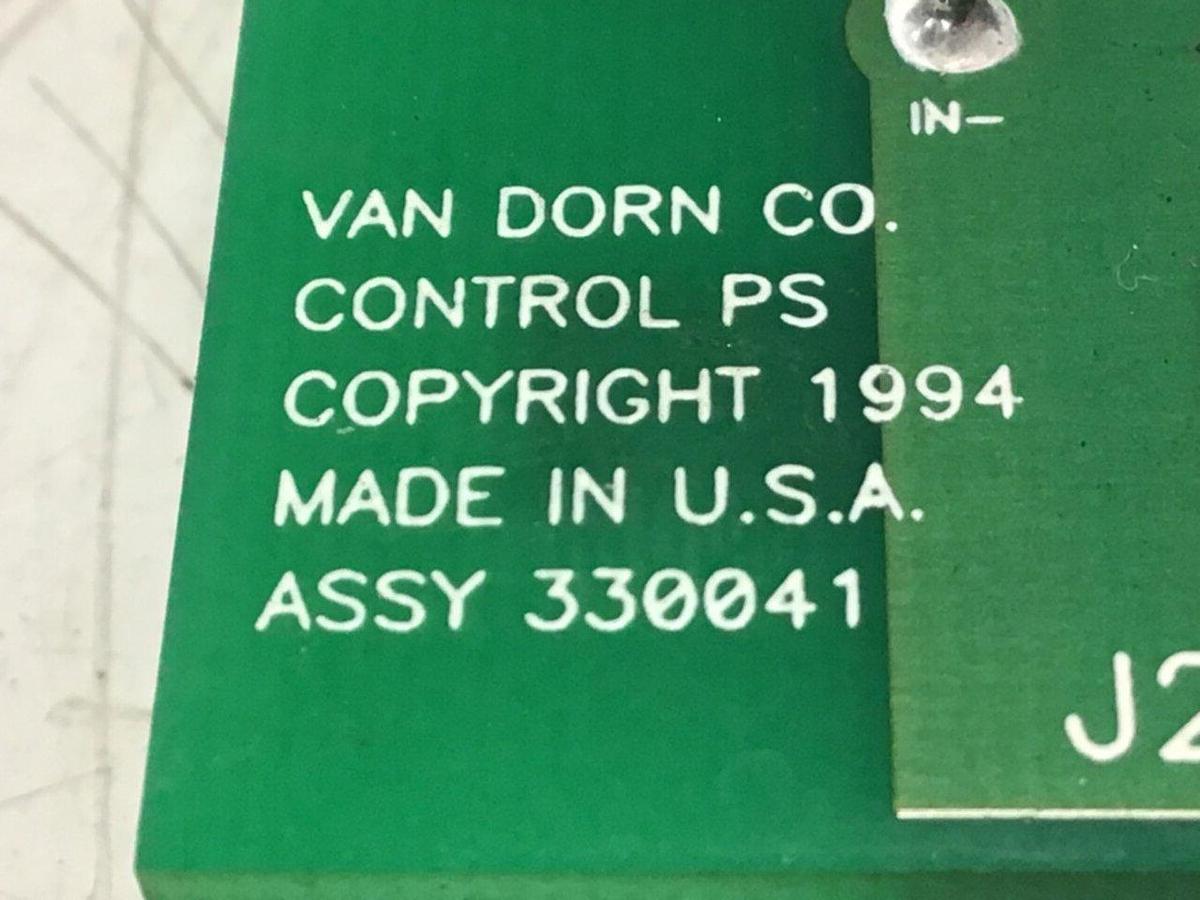 IN-
VAN DORN CO.
CONTROL PS
COPYRIGHT 1994
MADE IN U.S.A.
ASSY 330041
J2